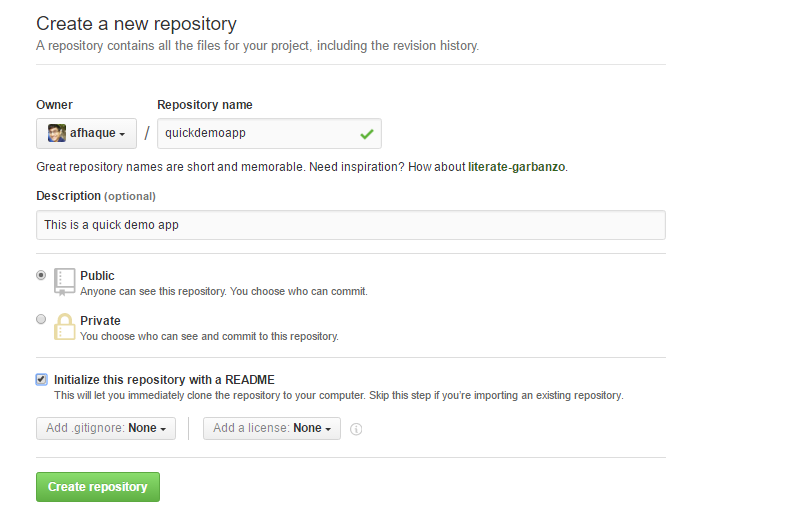 Create a new repository
A repository contains all the files for your project, including the revision history.
Owner
Repository name
afhaque / quickdemoapp
Great repository names are short and memorable. Need inspiration? How about literate-garbanzo.
Description (optional)
This is a quick demo app
Public
Anyone can see this repository. You choose who can commit.
Private
You choose who can see and commit to this repository.
Initialize this repository with a README
This will let you immediately clone the repository to your computer. Skip this step if you're importing an existing repository.
Add .gitignore: None
Add a license: None
Create repository